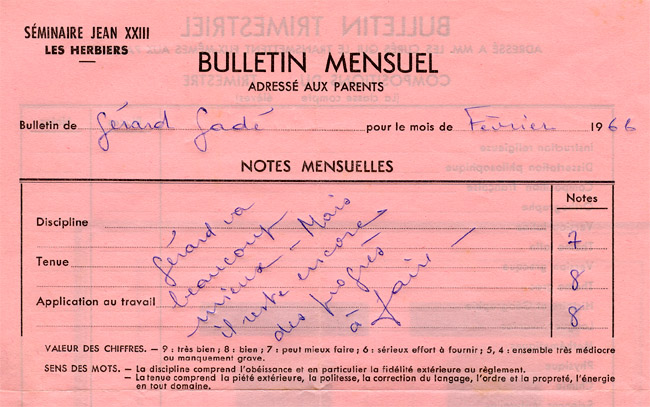 SÉMINAIRE JEAN XXIII
LES HERBIERS
BULLETIN MENSUEL
ADRESSÉ AUX PARENTS
Bulletin de Gérard Gadé pour le mois de Février 1966
NOTES MENSUELLES
Notes
Discipline 7
Tenue 8
Application au travail 8
Gérard va
beaucoup
mieux - Mais
il reste encore
des progrès
à faire -
VALEUR DES CHIFFRES. — 9 : très bien ; 8 : bien ; 7 : peut mieux faire ; 6 : sérieux effort à fournir ; 5, 4 : ensemble très médiocre
ou manquement grave.
SENS DES MOTS. — La discipline comprend l'obéissance et en particulier la fidélité extérieure au règlement.
— La tenue comprend la piété extérieure, la politesse, la correction du langage, l'ordre et la propreté, l'énergie
en tout domaine.